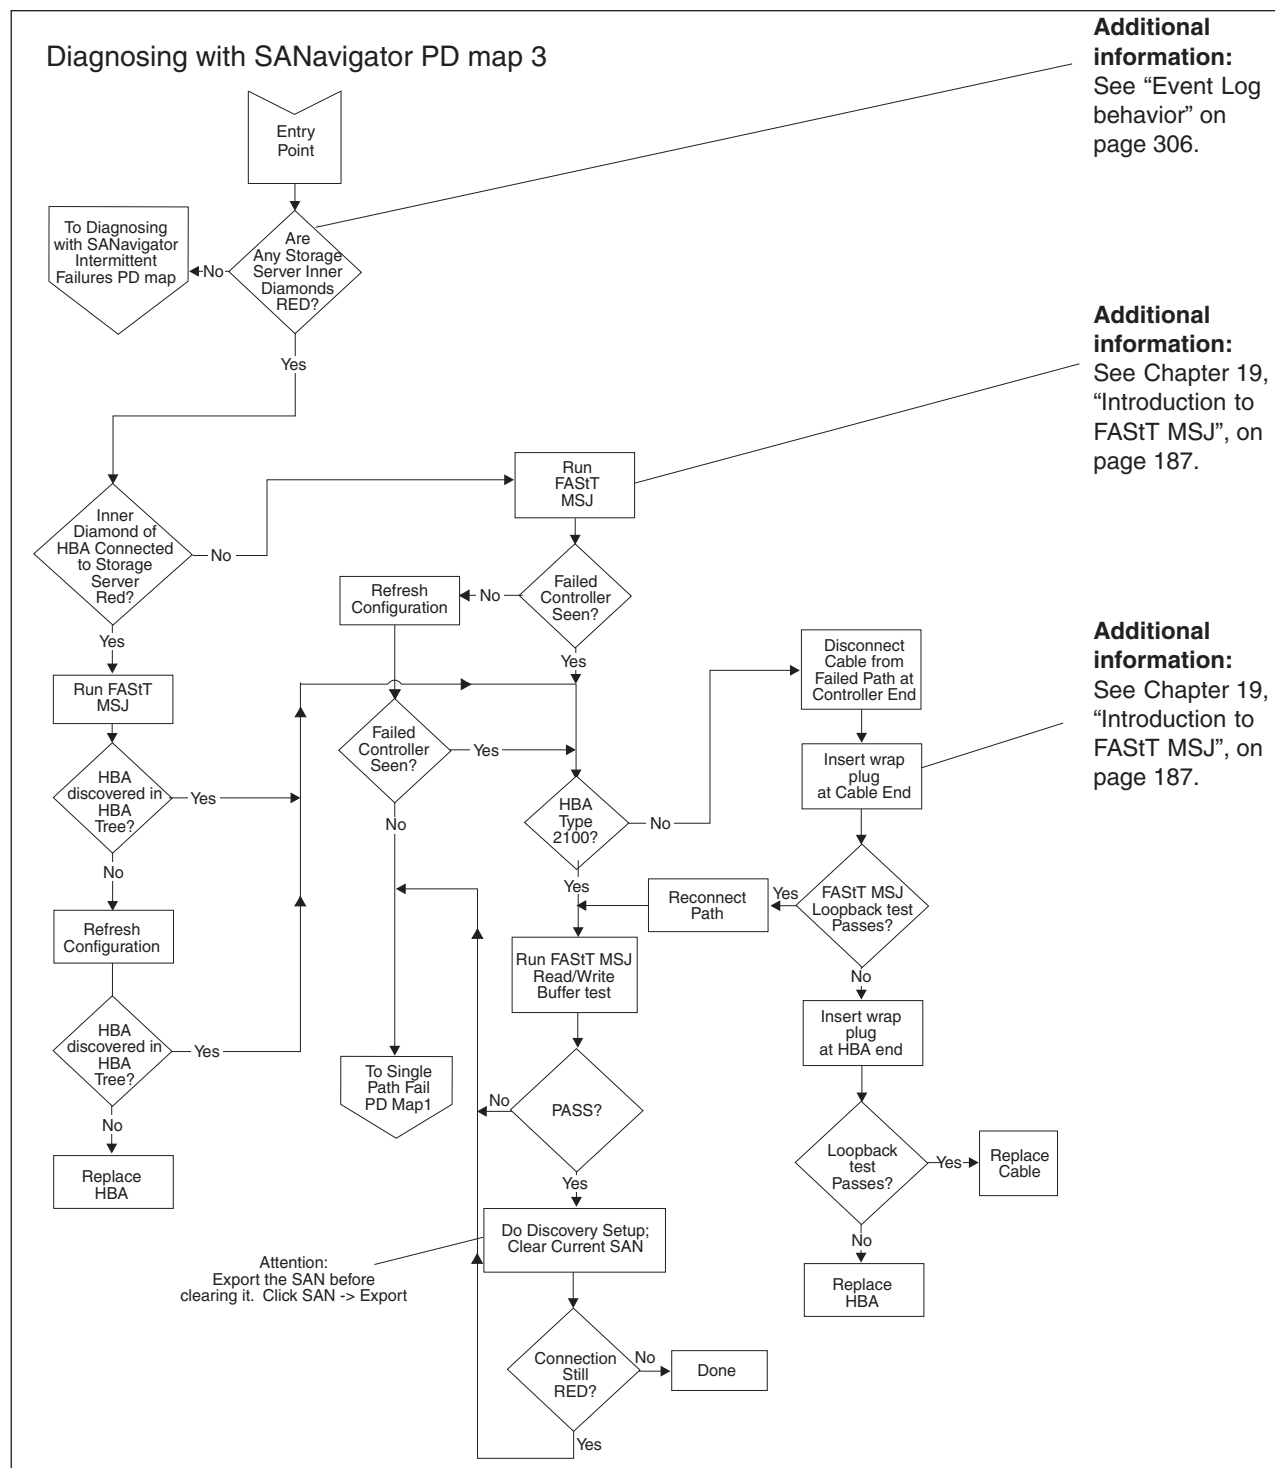 Diagnosing with SANavigator PD map 3
Additional
information:
See “Event Log
behavior” on
page 306.
Entry
Point
To Diagnosing
with SANavigator
Intermittent
Failures PD map
No
Are
Any Storage
Server Inner
Diamonds
RED?
Yes
Additional
information:
See Chapter 19,
“Introduction to
FAStT MSJ”, on
page 187.
Run
FAStT
MSJ
Inner
Diamond of
HBA Connected
to Storage
Server
Red?
No
Yes
Refresh
Configuration
No
Failed
Controller
Seen?
Yes
Disconnect
Cable from
Failed Path at
Controller End
Additional
information:
See Chapter 19,
“Introduction to
FAStT MSJ”, on
page 187.
Run FAStT
MSJ
Failed
Controller
Seen?
Yes
No
Insert wrap
plug
at Cable End
HBA
discovered in
HBA
Tree?
Yes
No
HBA
Type
2100?
No
Yes
Reconnect
Path
Yes
FAStT MSJ
Loopback test
Passes?
No
Refresh
Configuration
Run FAStT MSJ
Read/Write
Buffer test
Insert wrap
plug
at HBA end
HBA
discovered in
HBA
Tree?
Yes
No
To Single
Path Fail
PD Map1
No
PASS?
Yes
Loopback
test
Passes?
Yes
No
Replace
Cable
Replace
HBA
Do Discovery Setup;
Clear Current SAN
Attention:
Export the SAN before
clearing it. Click SAN -> Export
Replace
HBA
Connection
Still
RED?
No
Done
Yes